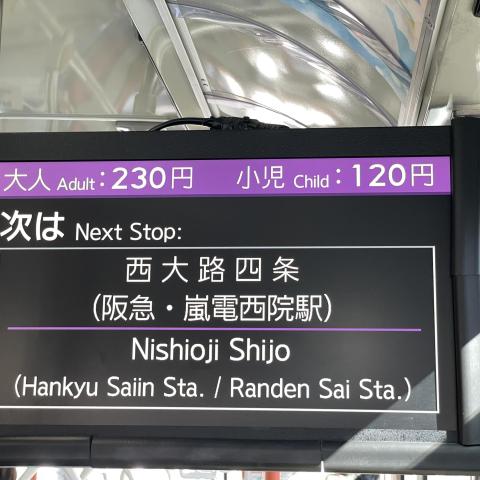 大人 Adult：230円 小児 Child：120円
次は Next Stop:
西大路四条
(阪急・嵐電西院駅)
Nishioji Shijo
(Hankyu Saiin Sta. / Randen Sai Sta.)